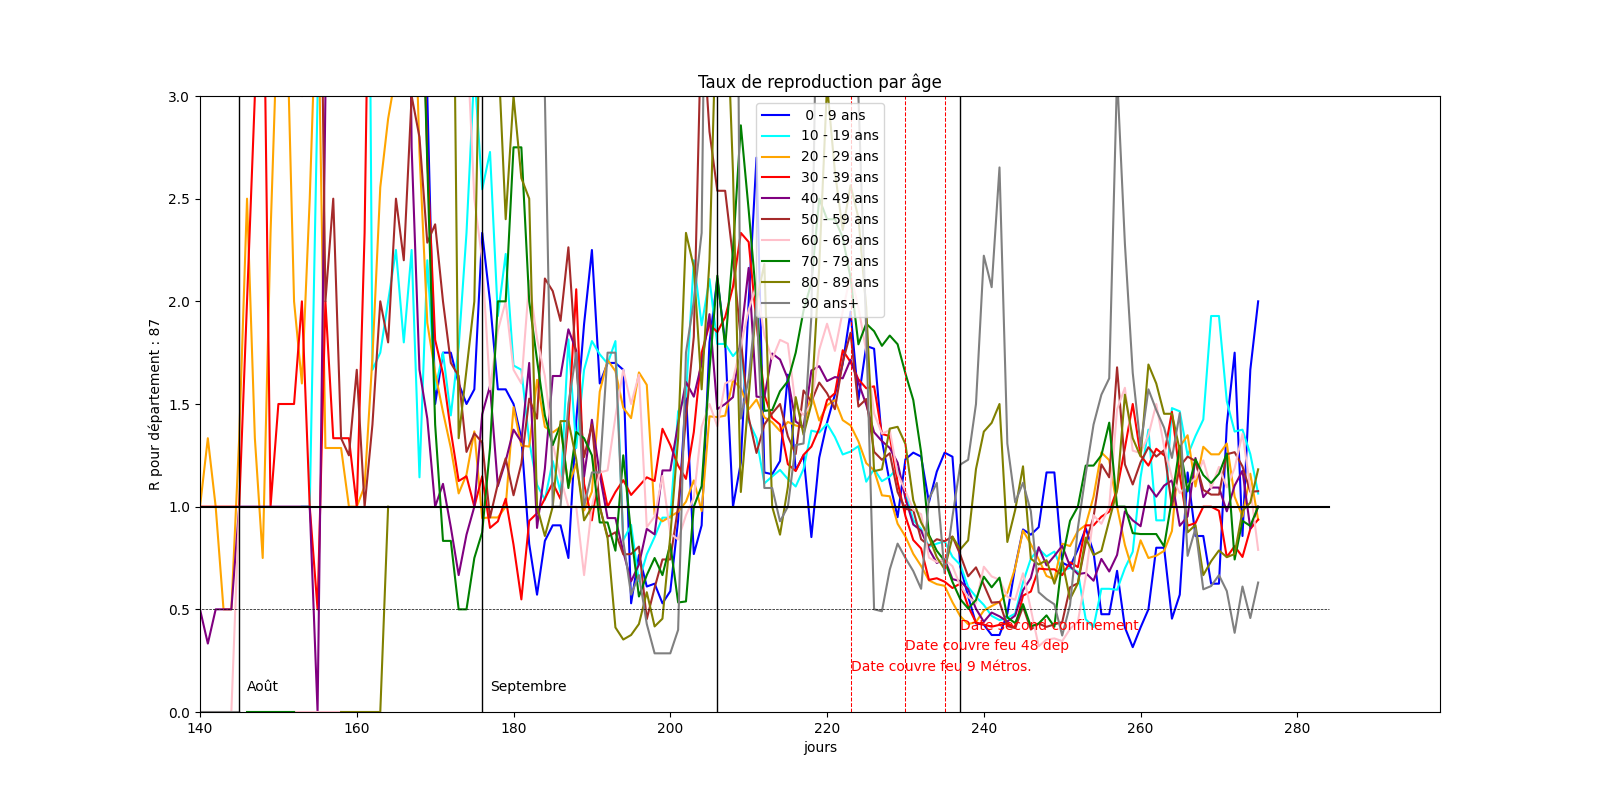 Taux de reproduction par âge
3.0
2.5
2.0
1.5
1.0
0.5
0.0
R pour département : 87
0 - 9 ans
10 - 19 ans
20 - 29 ans
30 - 39 ans
40 - 49 ans
50 - 59 ans
60 - 69 ans
70 - 79 ans
80 - 89 ans
90 ans+
Date second confinement
Date couvre feu 48 dep
Date couvre feu 9 Métros.
Août
Septembre
140
160
180
200
220
240
260
280
jours